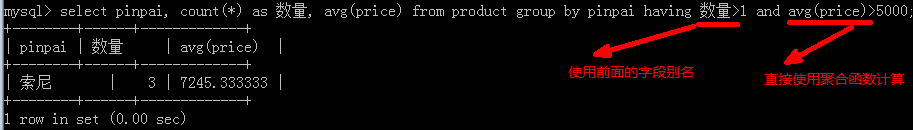 mysql> select pinpai, count(*) as 数量, avg(price) from product group by pinpai having 数量>1 and avg(price)>5000;
+--------+--------+-------------+
| pinpai | 数量 | avg(price) |
+--------+--------+-------------+
| 索尼 | 3 | 7245.333333 |
+--------+--------+-------------+
1 row in set (0.00 sec)
使用前面的字段别名
直接使用聚合函数计算